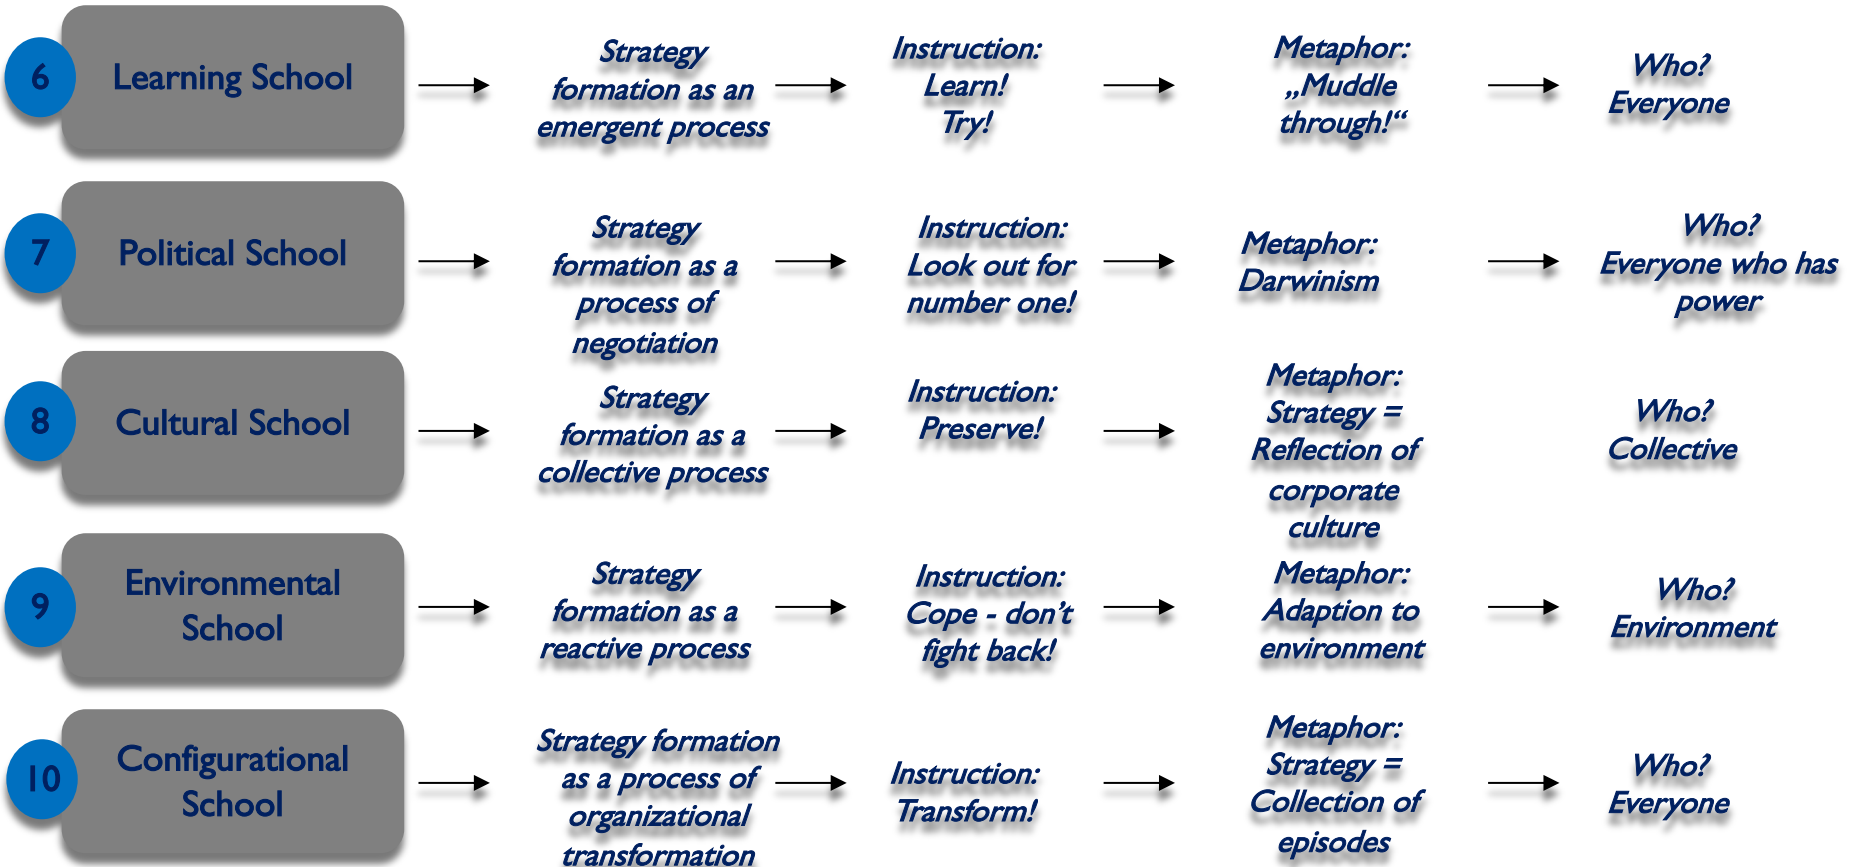 6
Learning School
Strategy
formation as an
emergent process
Instruction:
Learn!
Try!
Metaphor:
„Muddle
through!“
Who?
Everyone
7
Political School
Strategy
formation as a
process of
negotiation
Instruction:
Look out for
number one!
Metaphor:
Darwinism
Who?
Everyone who has
power
8
Cultural School
Strategy
formation as a
collective process
Instruction:
Preserve!
Metaphor:
Strategy =
Reflection of
corporate
culture
Who?
Collective
9
Environmental
School
Strategy
formation as a
reactive process
Instruction:
Cope - don’t
fight back!
Metaphor:
Adaption to
environment
Who?
Environment
10
Configurational
School
Strategy formation
as a process of
organizational
transformation
Instruction:
Transform!
Metaphor:
Strategy =
Collection of
episodes
Who?
Everyone